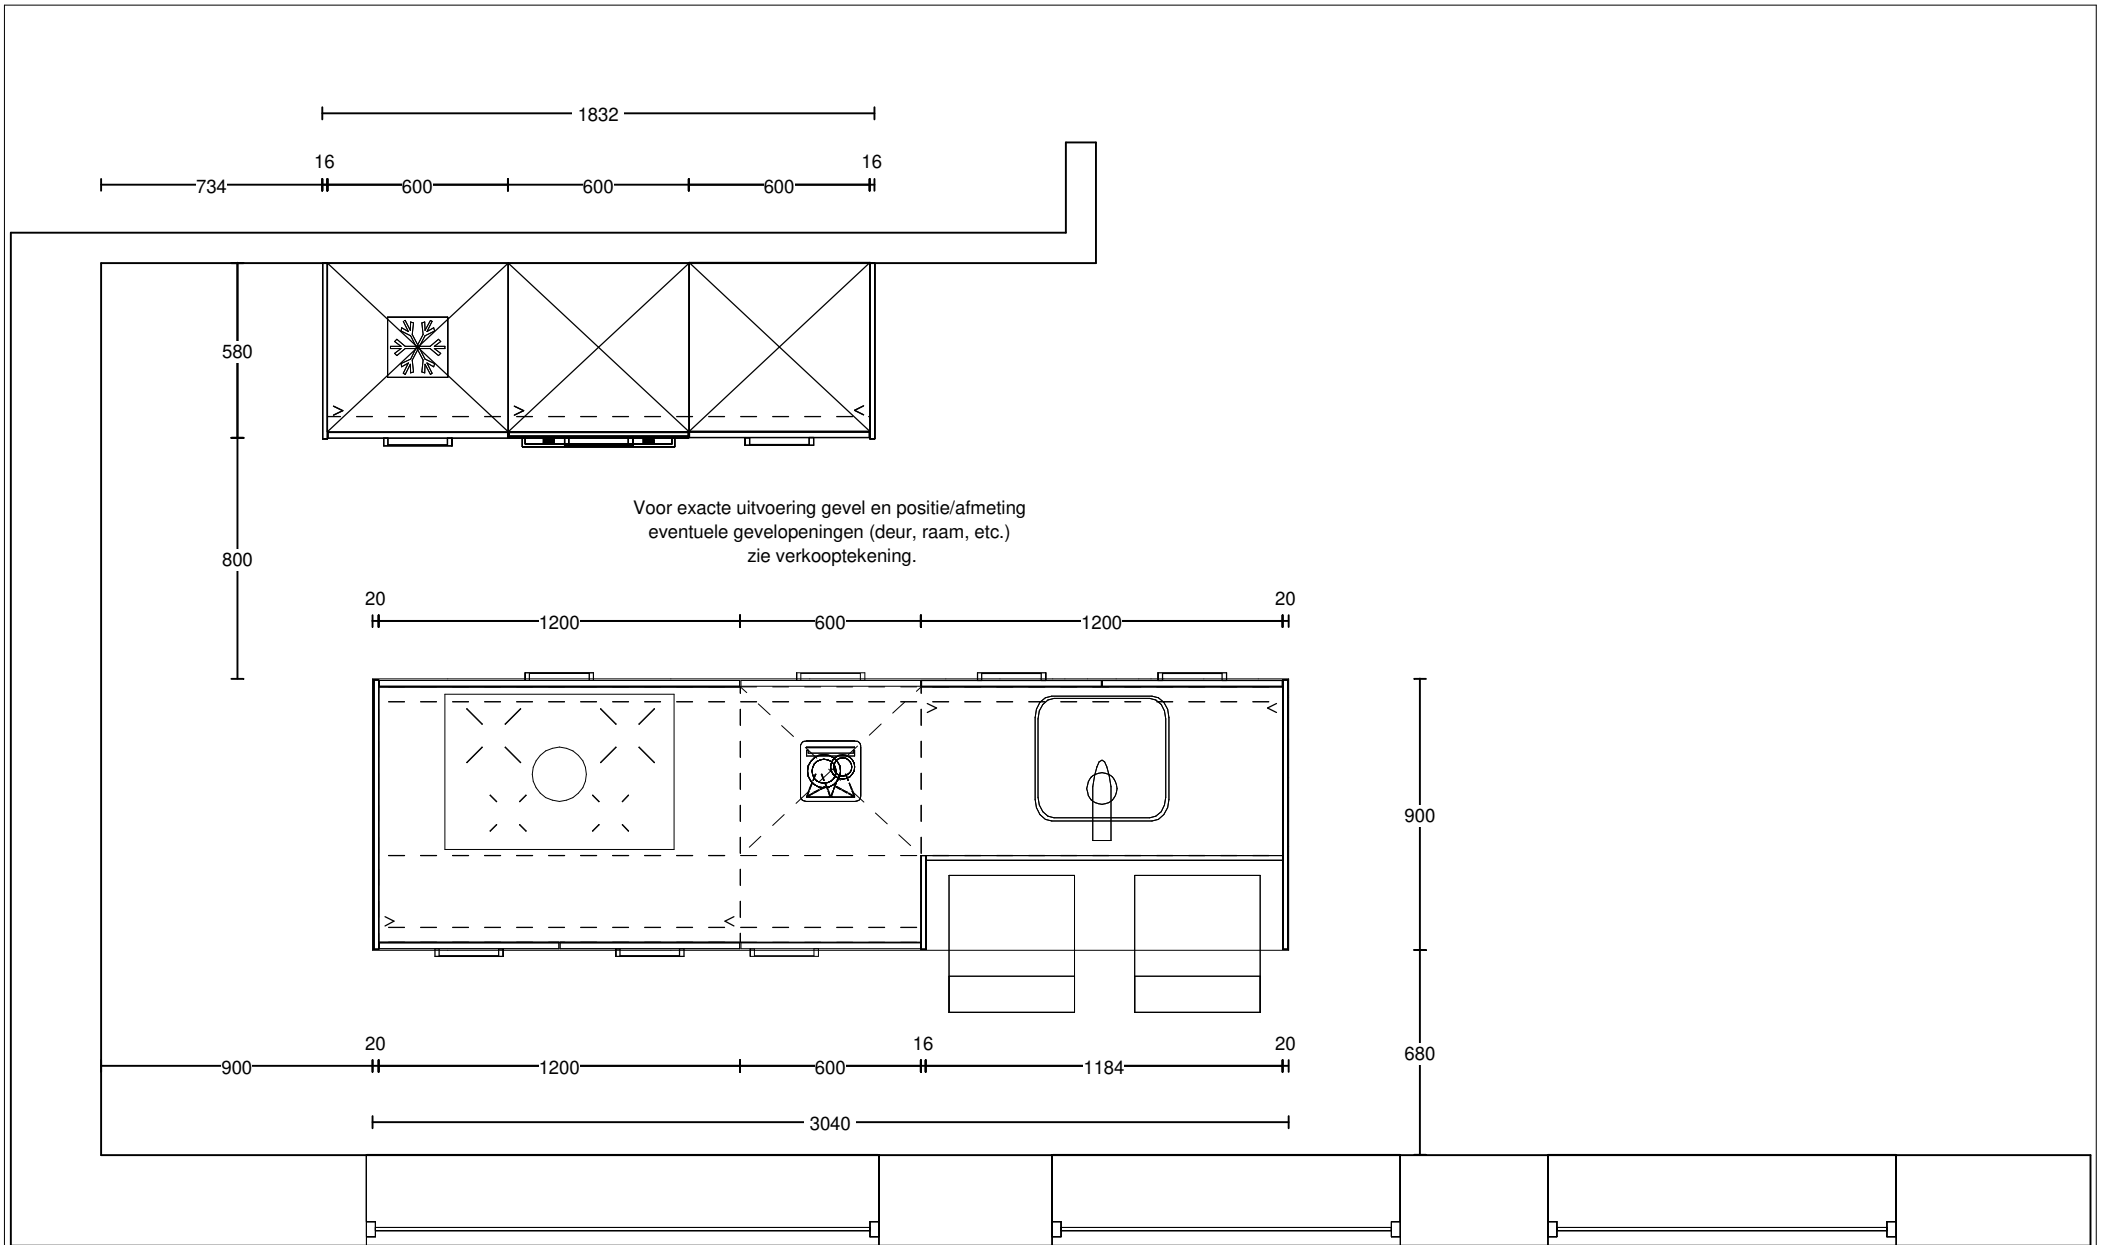 1832
16 16
734 600 600 600
580
Voor exacte uitvoering gevel en positie/afmeting
eventuele gevelopeningen (deur, raam, etc.)
zie verkooptekening.
800
20 20
1200 600 1200
900
20 16 20
900 1200 600 1184
680
3040